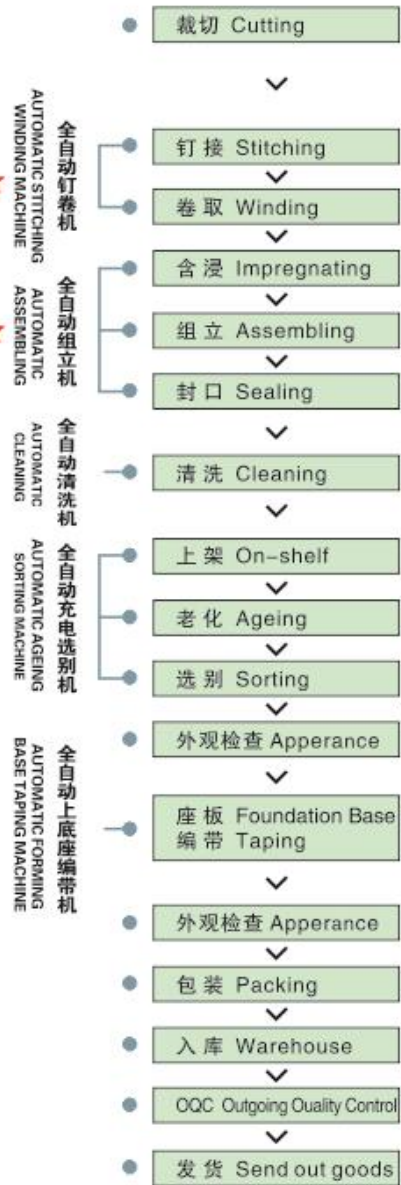 裁切 Cutting
全自动钉卷机
AUTOMATIC STITCHING
WINDING MACHINE
钉接 Stitching
卷取 Winding
全自动组立机
AUTOMATIC
ASSEMBLING
含浸 Impregnating
组立 Assembling
封口 Sealing
全自动清洗机
AUTOMATIC
CLEANING
清洗 Cleaning
全自动充电选别机
AUTOMATIC AGEING
SORTING MACHINE
上架 On-shelf
老化 Ageing
选别 Sorting
外观检查 Apperance
全自动上底座编带机
AUTOMATIC FORMING
BASE TAPING MACHINE
座板 Foundation Base
编带 Taping
外观检查 Apperance
包装 Packing
入库 Warehouse
OQC Outgoing Ouality Control
发货 Send out goods